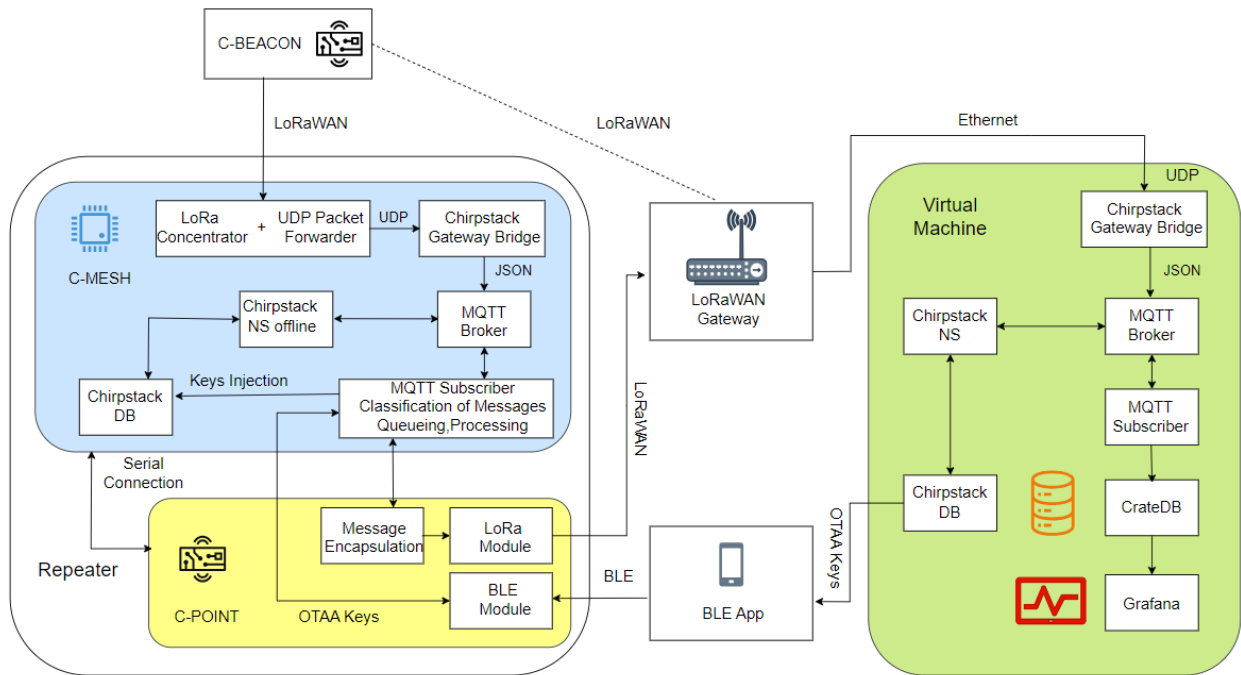 C-BEACON
LoRaWAN
LoRaWAN
Ethernet
UDP
LoRa
Concentrator
+
UDP Packet
Forwarder
UDP
Chirpstack
Gateway Bridge
C-MESH
JSON
Chirpstack
NS offline
MQTT
Broker
Keys Injection
Chirpstack
DB
MQTT Subscriber
Classification of Messages
Queueing,Processing
Serial
Connection
Repeater
C-POINT
Message
Encapsulation
LoRa
Module
BLE
Module
OTAA Keys
LoRaWAN
LoRaWAN
Gateway
BLE
BLE App
OTAA Keys
Virtual
Machine
Chirpstack
Gateway Bridge
JSON
Chirpstack
NS
MQTT
Broker
MQTT
Subscriber
Chirpstack
DB
CrateDB
Grafana